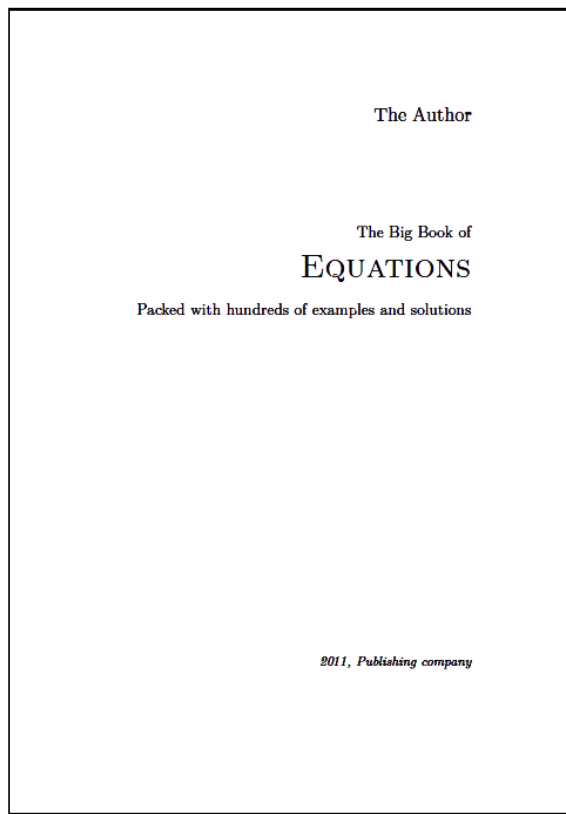 The Author
The Big Book of
EQUATIONS
Packed with hundreds of examples and solutions
2011, Publishing company